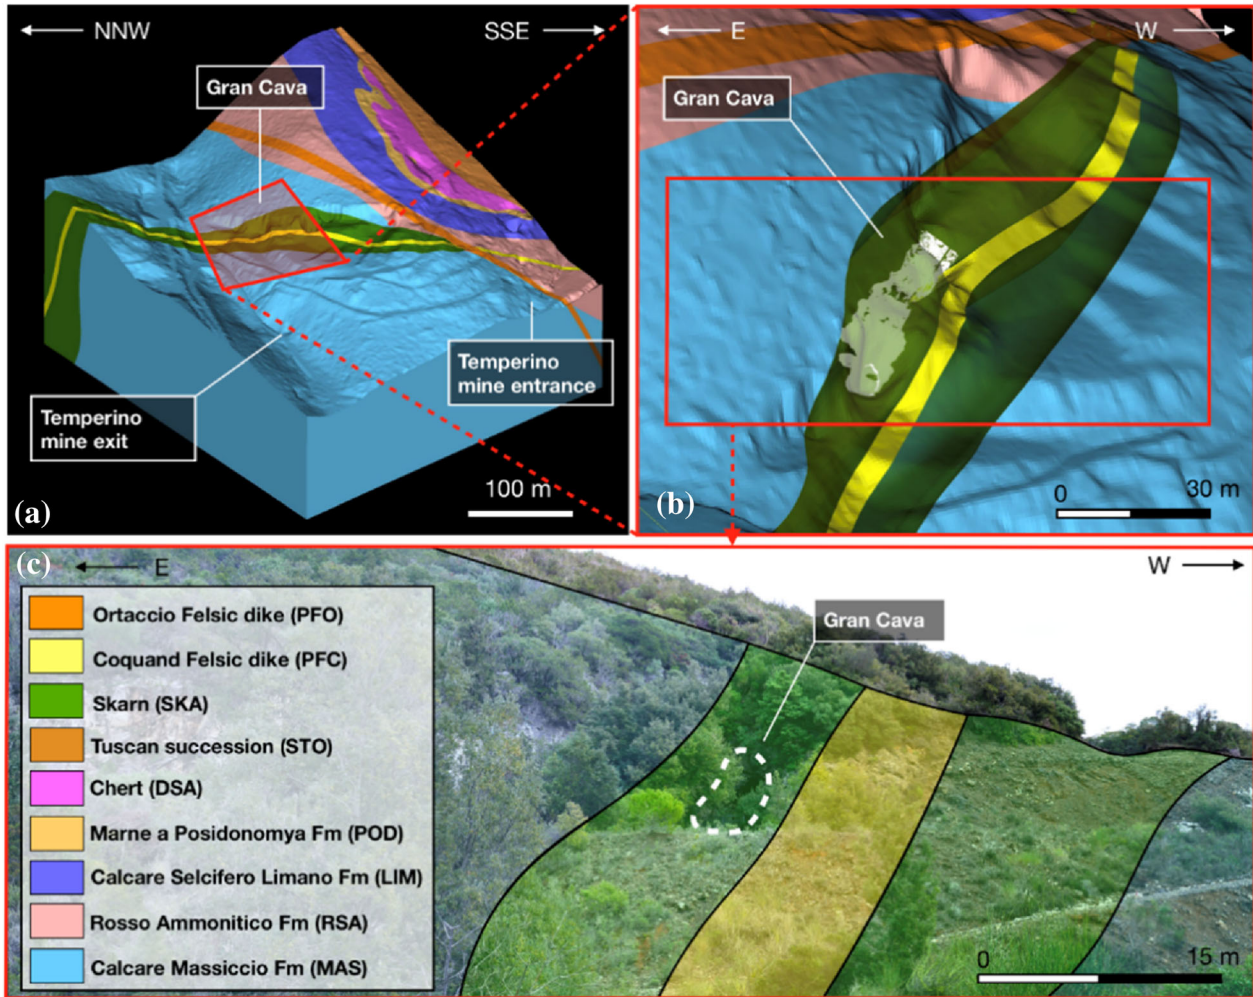 NNW
SSE
Gran Cava
Temperino
mine entrance
Temperino
mine exit
100 m
(a)
E
W
Gran Cava
(b)
0
30 m
(c)
E
W
Gran Cava
Ortaccio Felsic dike (PFO)
Coquand Felsic dike (PFC)
Skarn (SKA)
Tuscan succession (STO)
Chert (DSA)
Marne a Posidonomya Fm (POD)
Calcare Selcifero Limano Fm (LIM)
Rosso Ammonitico Fm (RSA)
Calcare Massiccio Fm (MAS)
0
15 m